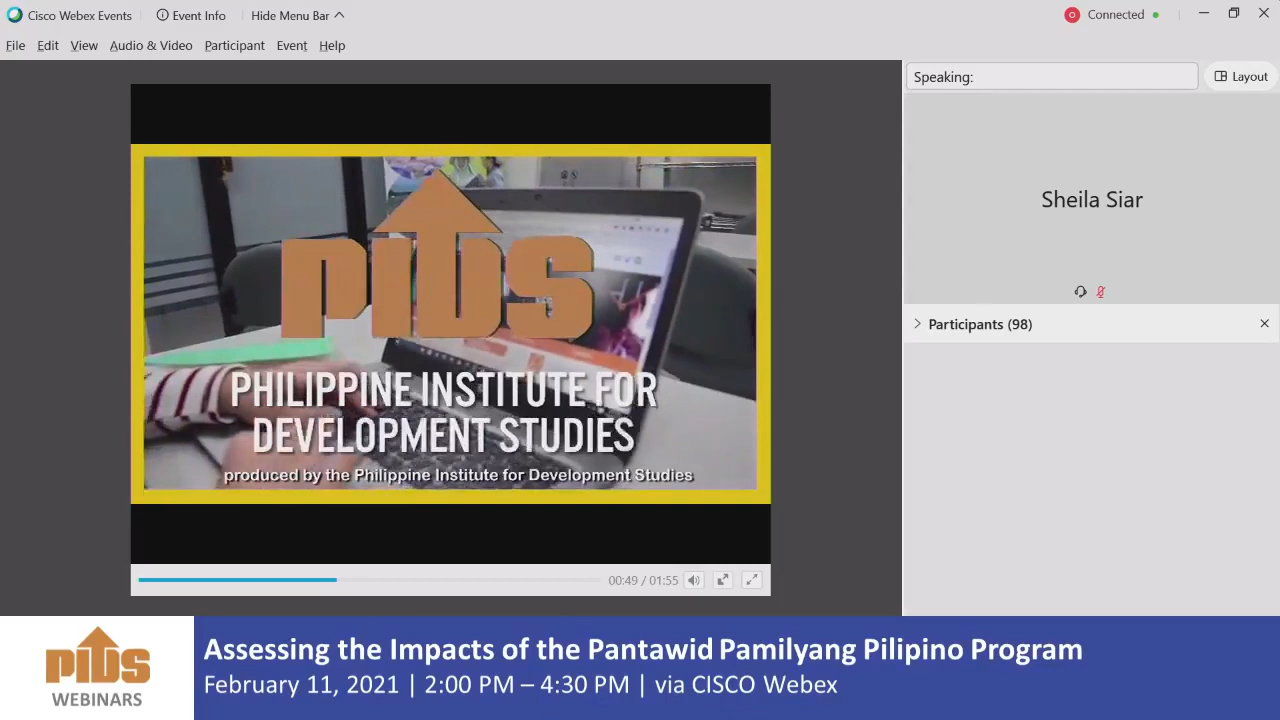 Cisco Webex Events
Event Info
Hide Menu Bar
Connected
File Edit View Audio & Video Participant Event Help
Speaking:
Layout
Sheila Siar
Participants (98)
PIDS
PHILIPPINE INSTITUTE FOR
DEVELOPMENT STUDIES
produced by the Philippine Institute for Development Studies
00:49 / 01:55
PIDS
WEBINARS
Assessing the Impacts of the Pantawid Pamilyang Pilipino Program
February 11, 2021 | 2:00 PM – 4:30 PM | via CISCO Webex